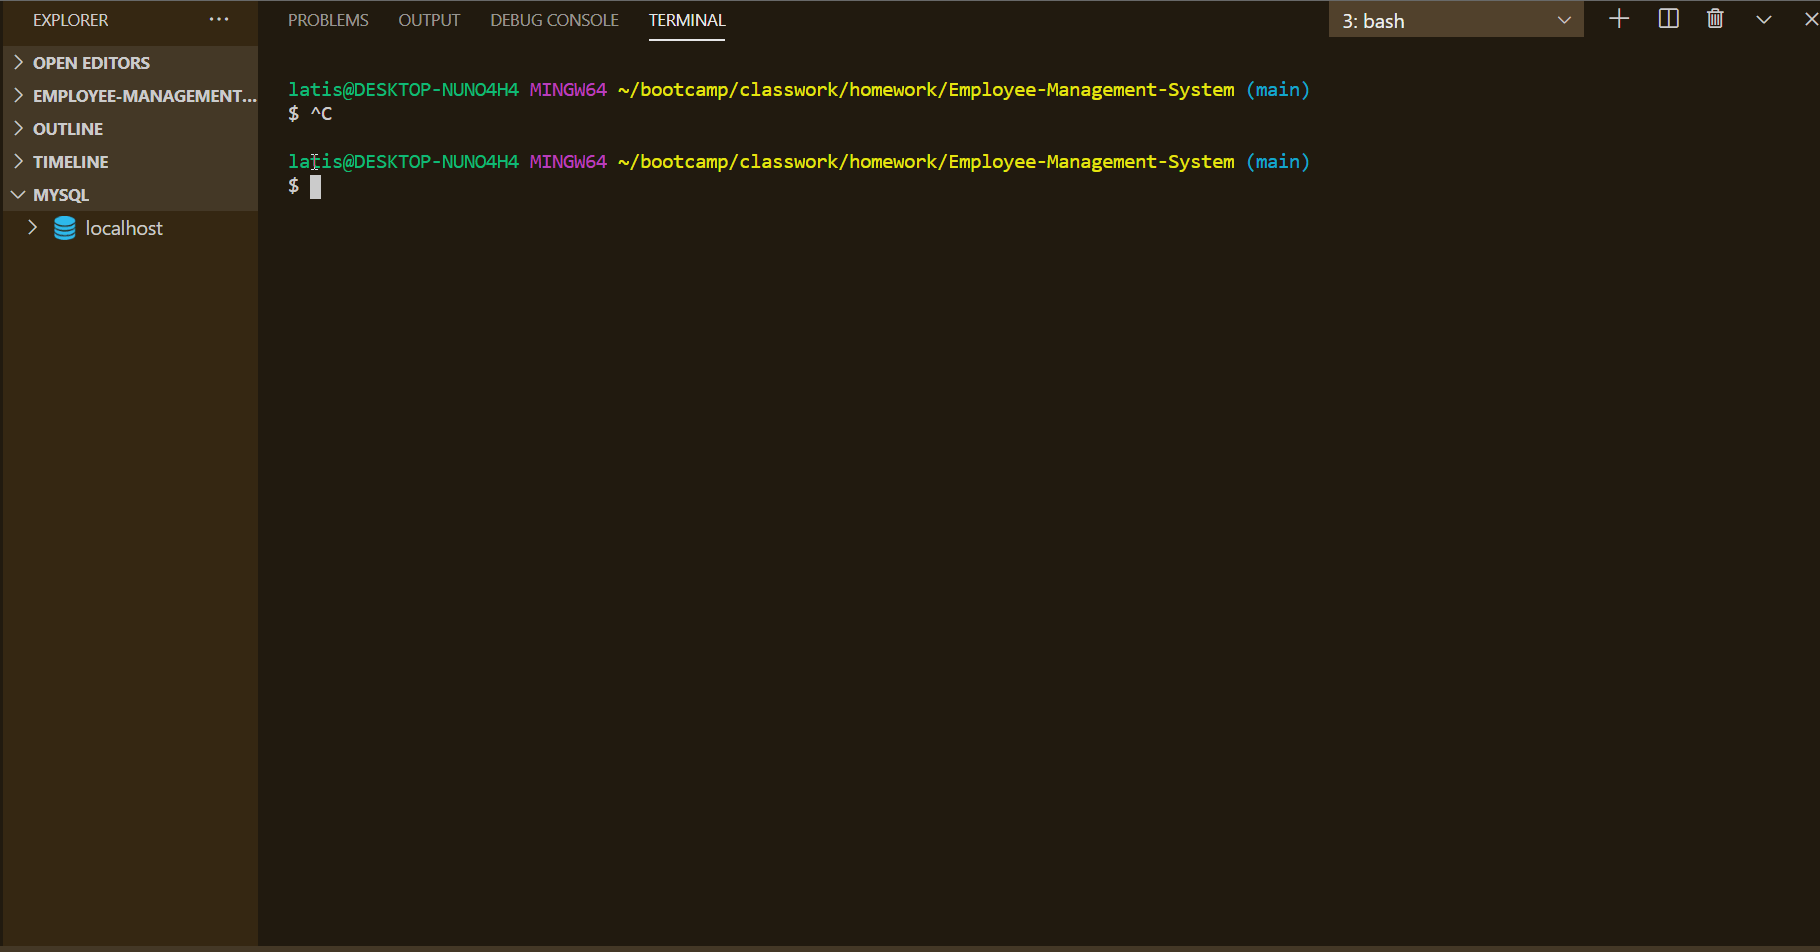 EXPLORER ...
OPEN EDITORS
EMPLOYEE-MANAGEMENT...
OUTLINE
TIMELINE
MYSQL
localhost
PROBLEMS OUTPUT DEBUG CONSOLE TERMINAL 3: bash
latis@DESKTOP-NUNO4H4 MINGW64 ~/bootcamp/classwork/homework/Employee-Management-System (main)
$ ^C
latis@DESKTOP-NUNO4H4 MINGW64 ~/bootcamp/classwork/homework/Employee-Management-System (main)
$